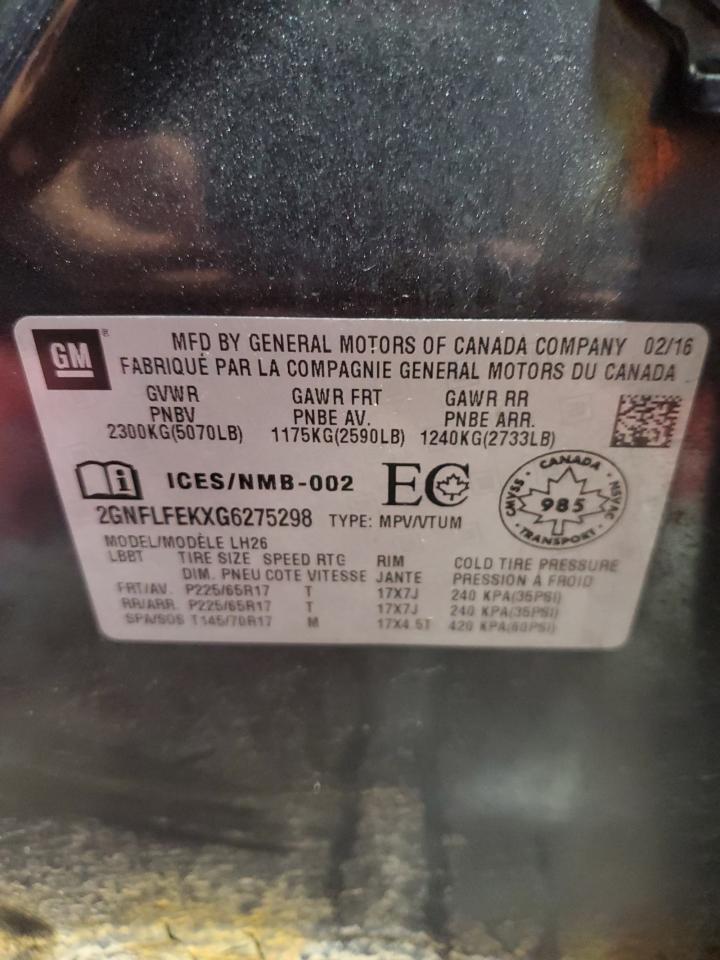 GM®
MFD BY GENERAL MOTORS OF CANADA COMPANY 02/16
FABRIQUÉ PAR LA COMPAGNIE GENERAL MOTORS DU CANADA
GVWR GAWR FRT GAWR RR
PNBV PNBE AV. PNBE ARR.
2300KG(5070LB) 1175KG(2590LB) 1240KG(2733LB)
i ICES/NMB-002 EC
CANADA
CMVSS 985 NSVAC
TRANSPORT
2GNFLFEKXG6275298 TYPE: MPV/VTUM
MODEL/MODÈLE LH26
LBBT TIRE SIZE SPEED RTG RIM COLD TIRE PRESSURE
DIM. PNEU COTE VITESSE JANTE PRESSION A FROID
FRT/AV. P225/65R17 T 17X7J 240 KPA(35PSI)
RR/ARR. P225/65R17 T 17X7J 240 KPA(35PSI)
SPA/SOS T145/70R17 M 17X4.5T 420 KPA(60PSI)